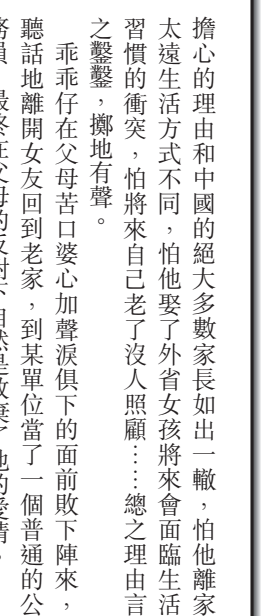 擔心的理由和中國的絕大多數家長如出一轍，怕他離家
太遠生活方式不同，怕他娶了外省女孩將來會面臨生活
習慣的衝突，怕將來自己老了沒人照顧……總之理由言
之鑿鑿，擲地有聲。
乖乖仔在父母苦口婆心加聲淚俱下的面前敗下陣來，
聽話地離開女友回到老家，到某單位當了一個普通的公
務員，最終在父母的反對下